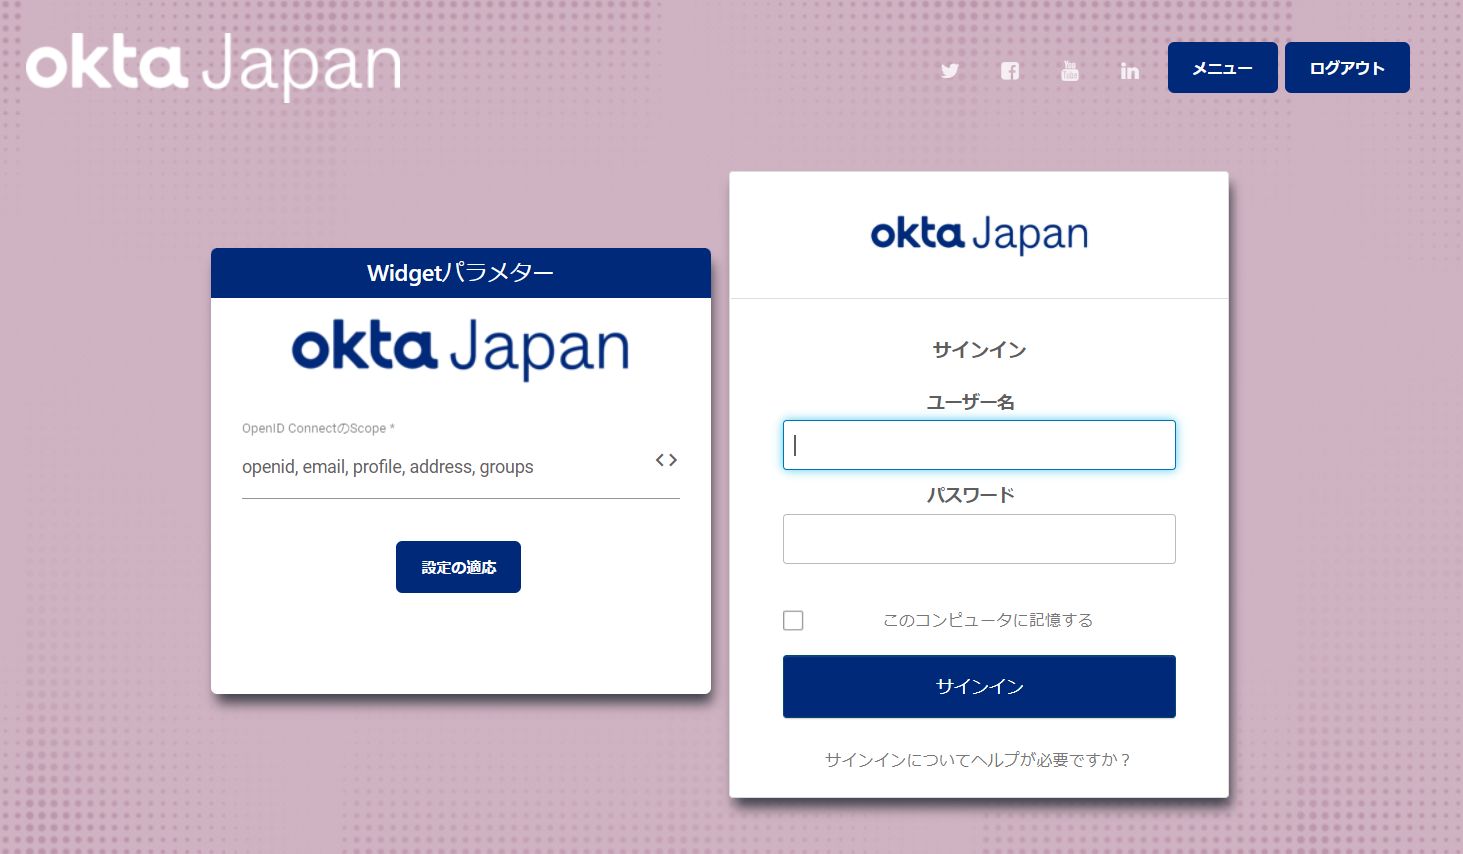 okta Japan
メニュー
ログアウト
Widgetパラメター
okta Japan
OpenID ConnectのScope *
openid, email, profile, address, groups
設定の適応
okta Japan
サインイン
ユーザー名
パスワード
このコンピュータに記憶する
サインイン
サインインについてヘルプが必要ですか？